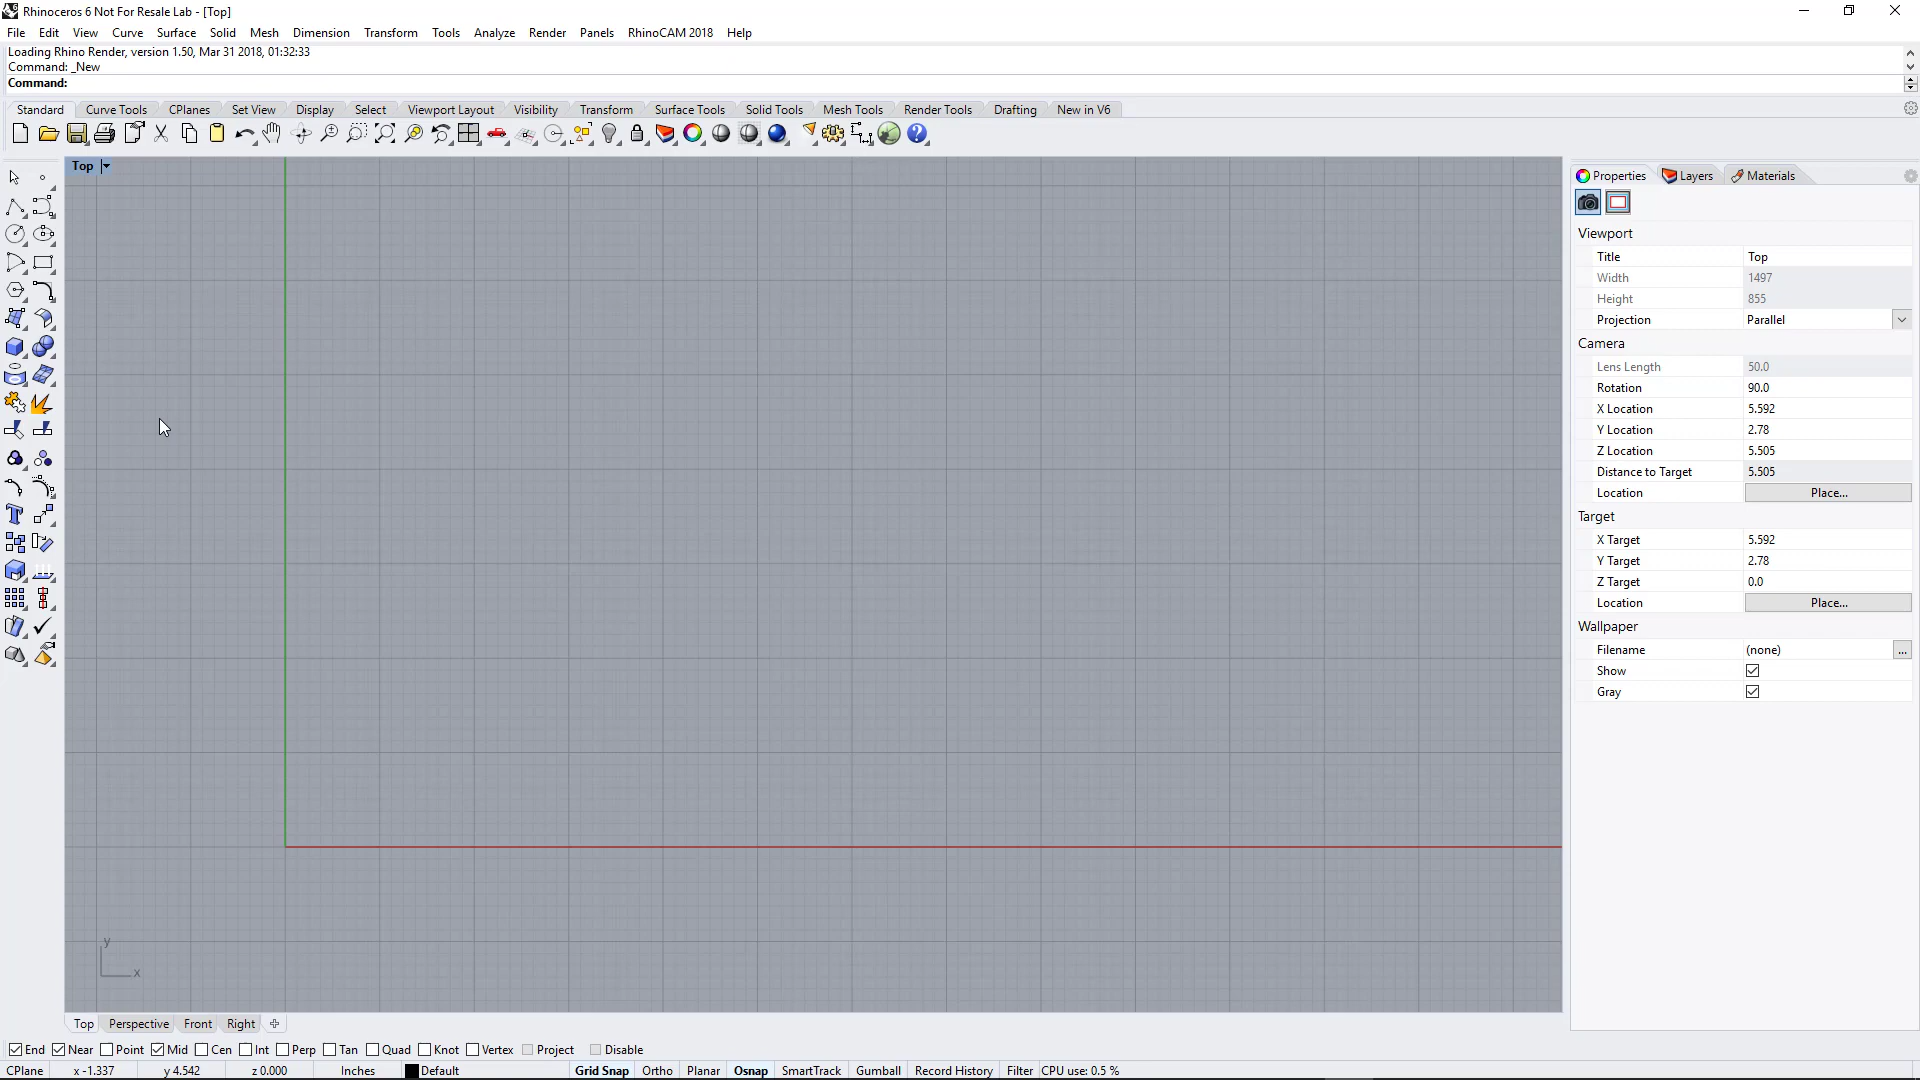 Rhinoceros 6 Not For Resale Lab - [Top]
File Edit View Curve Surface Solid Mesh Dimension Transform Tools Analyze Render Panels RhinoCAM 2018 Help
Loading Rhino Render, version 1.50, Mar 31 2018, 01:32:33
Command: _New
Command:
Standard Curve Tools CPlanes Set View Display Select Viewport Layout Visibility Transform Surface Tools Solid Tools Mesh Tools Render Tools Drafting New in V6
Top
Properties Layers Materials
Viewport
Title Top
Width 1497
Height 855
Projection Parallel
Camera
Lens Length 50.0
Rotation 90.0
X Location 5.592
Y Location 2.78
Z Location 5.505
Distance to Target 5.505
Location Place...
Target
X Target 5.592
Y Target 2.78
Z Target 0.0
Location Place...
Wallpaper
Filename (none) ...
Show
Gray
y
x
Top Perspective Front Right
End Near Point Mid Cen Int Perp Tan Quad Knot Vertex Project Disable
CPlane x -1.337 y 4.542 z 0.000 Inches Default Grid Snap Ortho Planar Osnap SmartTrack Gumball Record History Filter CPU use: 0.5 %